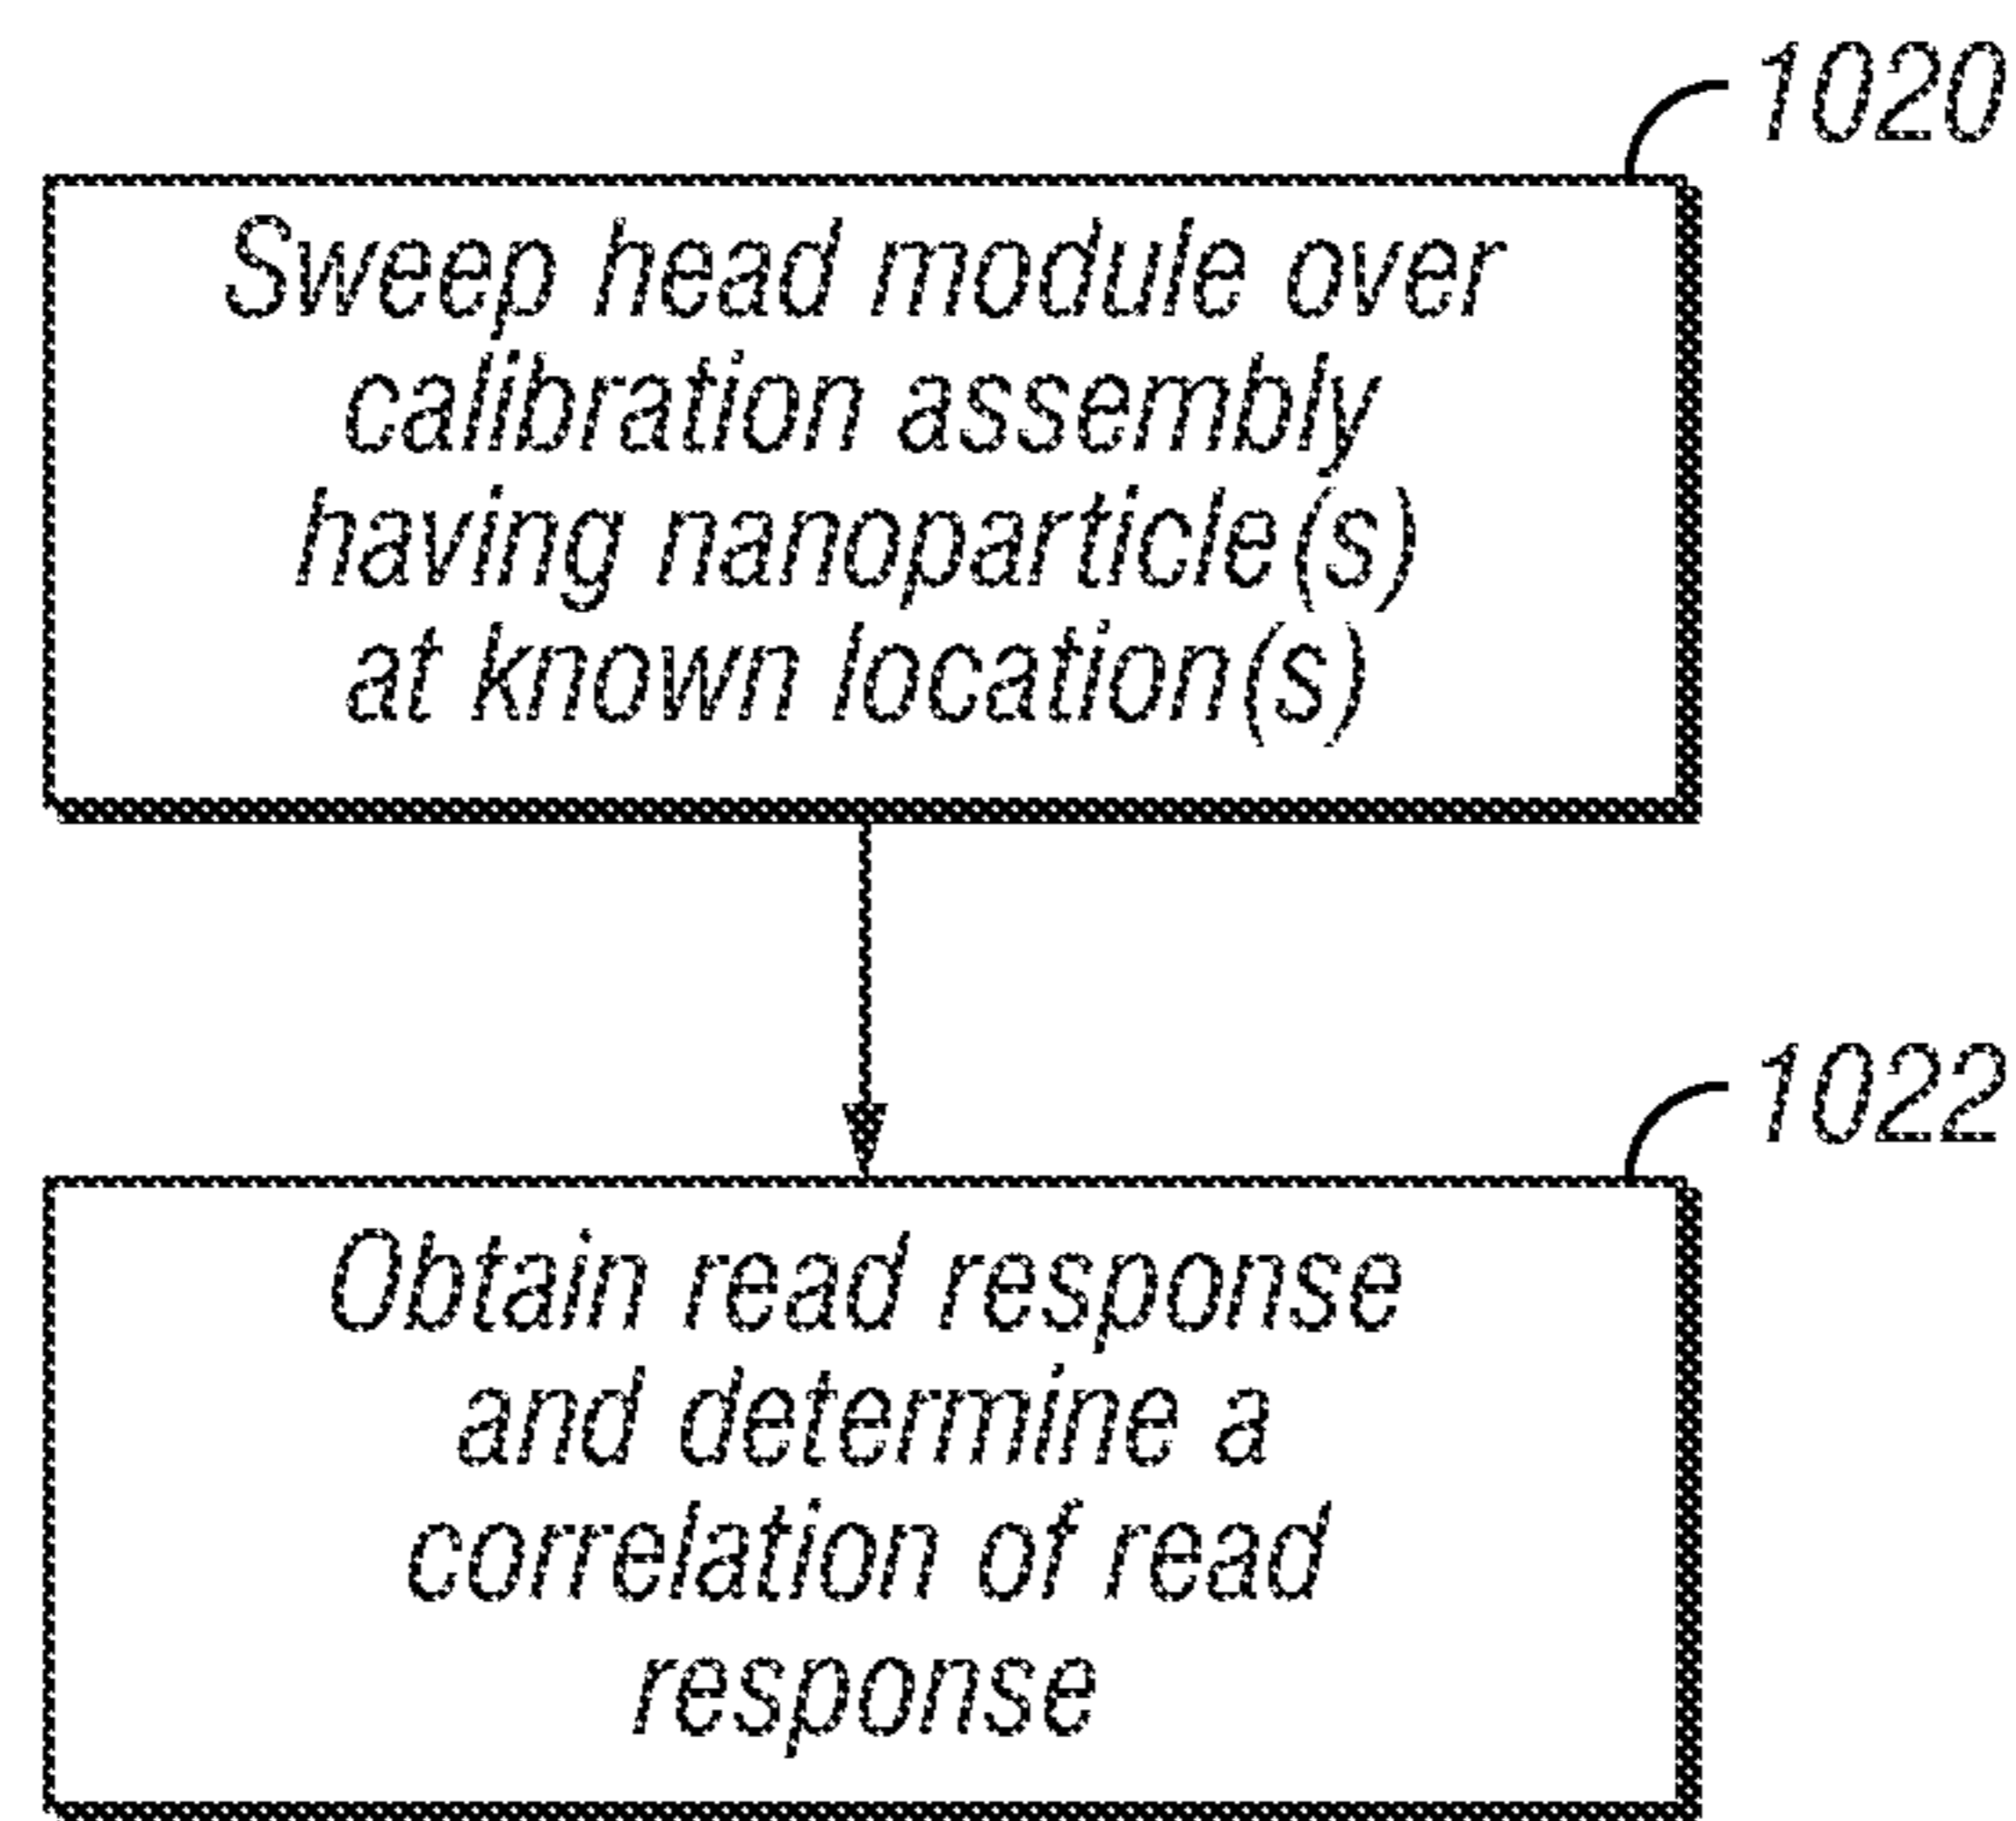 1020
Sweep head module over
calibration assembly
having nanoparticle(s)
at known location(s)
1022
Obtain read response
and determine a
correlation of read
response